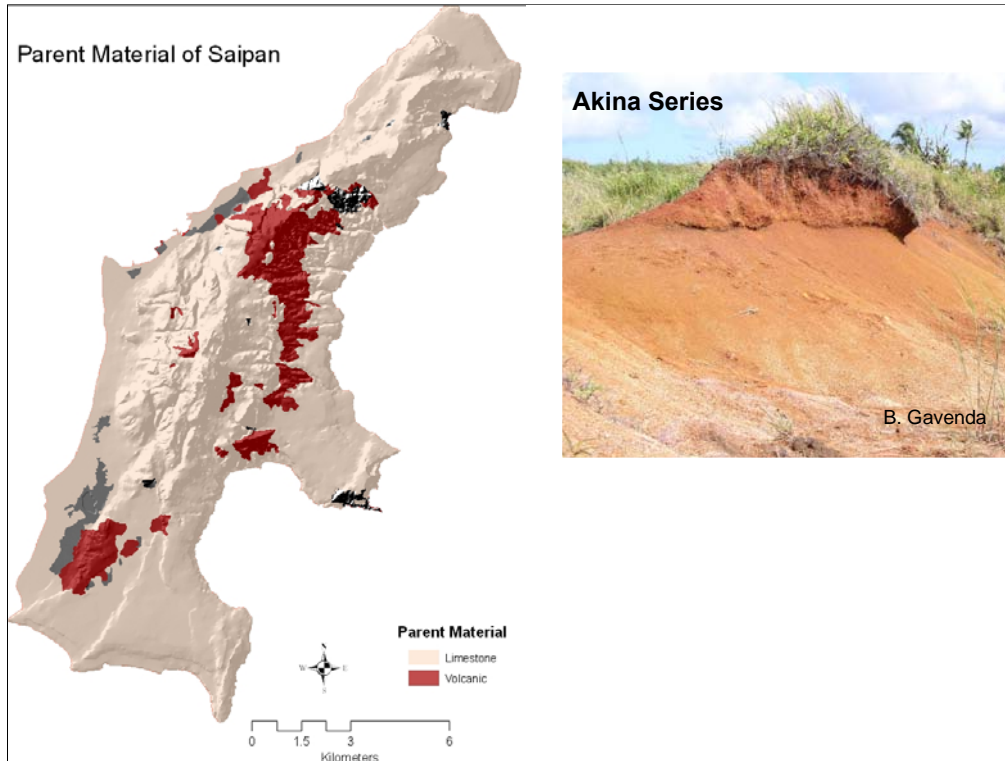 Parent Material of Saipan
Akina Series
B. Gavenda
Parent Material
Limestone
Volcanic
N
W E
S
0 1.5 3 6
Kilometers